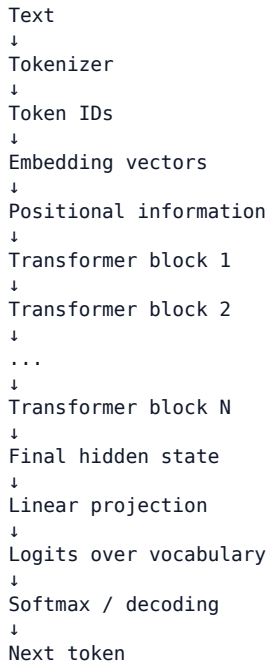 Text
↓
Tokenizer
↓
Token IDs
↓
Embedding vectors
↓
Positional information
↓
Transformer block 1
↓
Transformer block 2
↓
...
↓
Transformer block N
↓
Final hidden state
↓
Linear projection
↓
Logits over vocabulary
↓
Softmax / decoding
↓
Next token